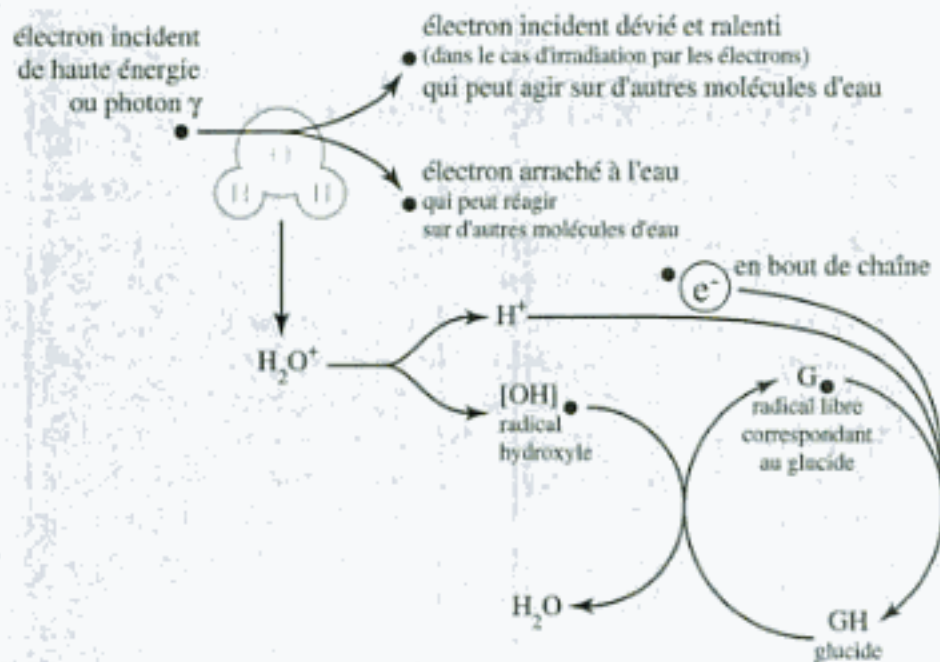 électron incident
de haute énergie
ou photon γ
électron incident dévié et ralenti
(dans le cas d'irradiation par les électrons)
qui peut agir sur d'autres molécules d'eau
électron arraché à l'eau
qui peut réagir
sur d'autres molécules d'eau
e⁻ en bout de chaîne
H₂O⁺
H⁺
[OH]
radical
hydroxyle
G
radical libre
correspondant
au glucide
H₂O
GH
glucide